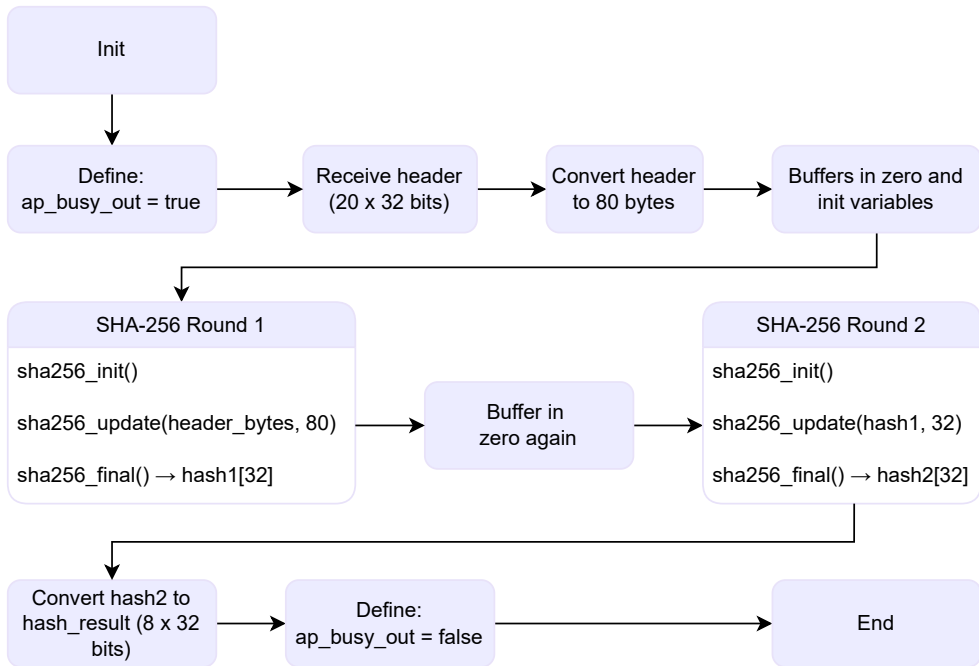 Init
Define:
ap_busy_out = true
Receive header
(20 x 32 bits)
Convert header
to 80 bytes
Buffers in zero and
init variables
SHA-256 Round 1
sha256_init()
sha256_update(header_bytes, 80)
sha256_final() → hash1[32]
Buffer in
zero again
SHA-256 Round 2
sha256_init()
sha256_update(hash1, 32)
sha256_final() → hash2[32]
Convert hash2 to
hash_result (8 x 32
bits)
Define:
ap_busy_out = false
End